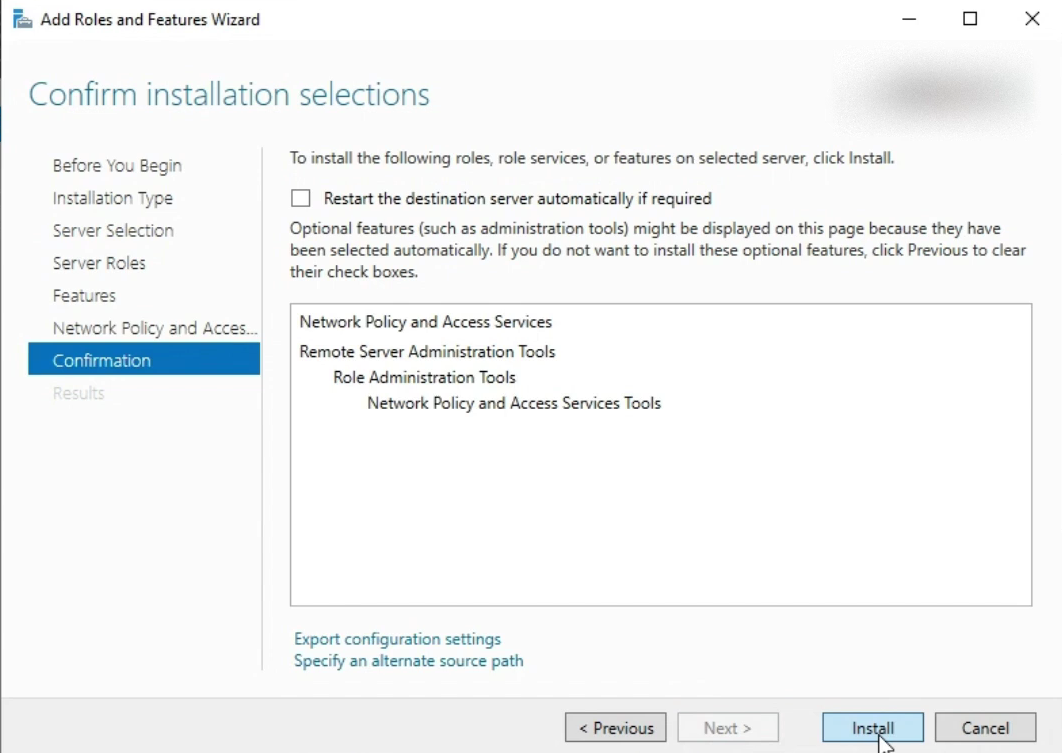 Add Roles and Features Wizard
Confirm installation selections
Before You Begin
Installation Type
Server Selection
Server Roles
Features
Network Policy and Acces...
Confirmation
Results
To install the following roles, role services, or features on selected server, click Install.
Restart the destination server automatically if required
Optional features (such as administration tools) might be displayed on this page because they have
been selected automatically. If you do not want to install these optional features, click Previous to clear
their check boxes.
Network Policy and Access Services
Remote Server Administration Tools
Role Administration Tools
Network Policy and Access Services Tools
Export configuration settings
Specify an alternate source path
< Previous
Next >
Install
Cancel